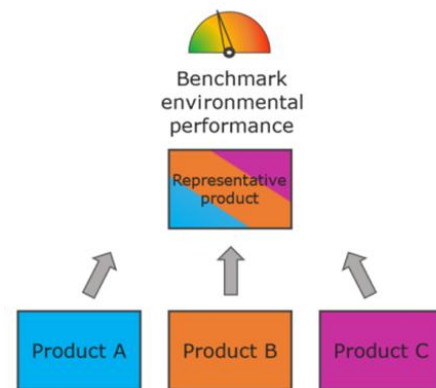 Benchmark
environmental
performance
Representative
product
Product A
Product B
Product C